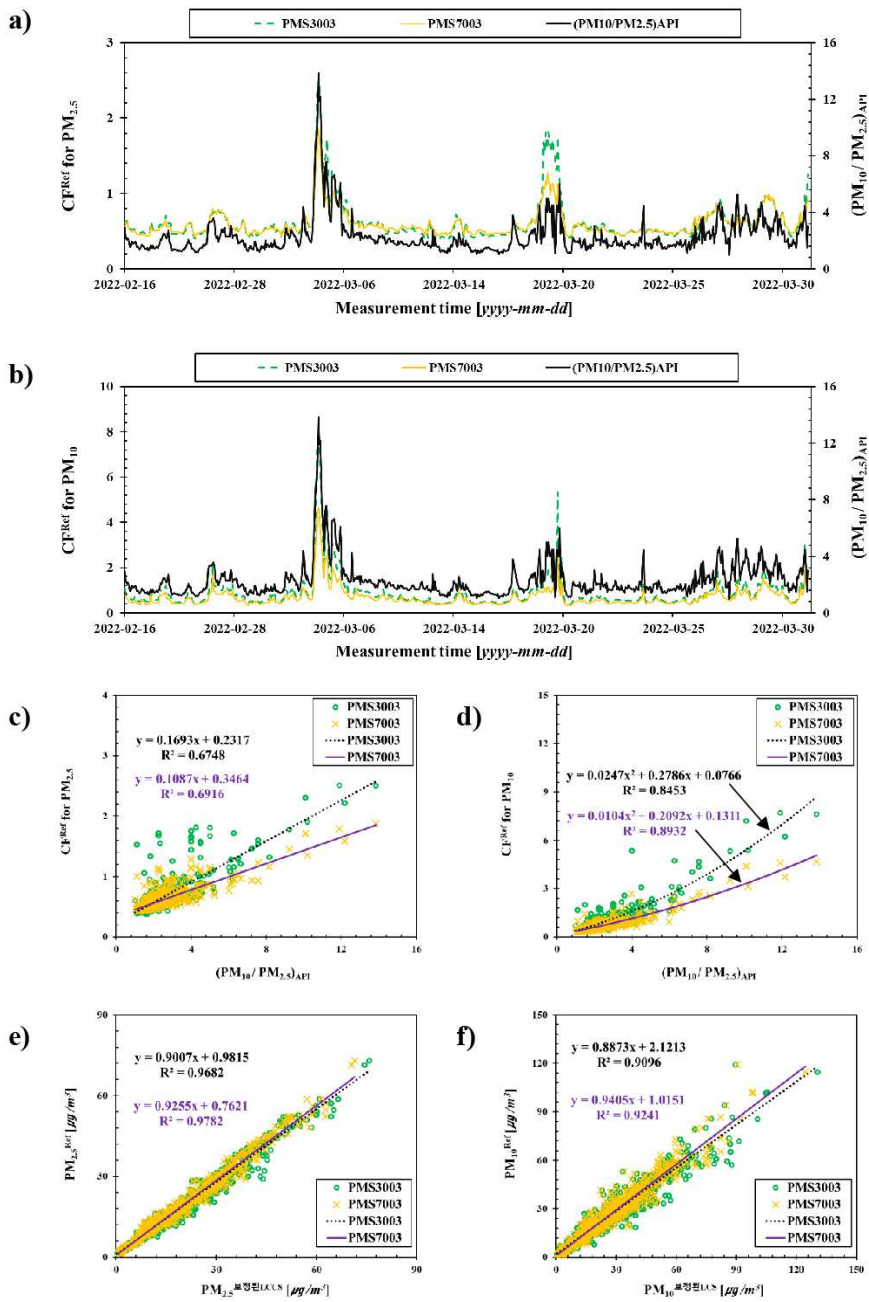 a)
PMS3003 PMS7003 (PM10/PM2.5)API
3
2
1
0
CF^Ref for PM₂.₅
16
12
8
4
0
(PM₁₀/ PM₂.₅)API
2022-02-16 2022-02-28 2022-03-06 2022-03-14 2022-03-20 2022-03-25 2022-03-30
Measurement time [yyyy-mm-dd]
b)
PMS3003 PMS7003 (PM10/PM2.5)API
10
8
6
4
2
0
CF^Ref for PM₁₀
16
12
8
4
0
(PM₁₀/ PM₂.₅)API
2022-02-16 2022-02-28 2022-03-06 2022-03-14 2022-03-20 2022-03-25 2022-03-30
Measurement time [yyyy-mm-dd]
c)
4
3
2
1
0
CF^Ref for PM₂.₅
PMS3003
PMS7003
PMS3003
PMS7003
y = 0.1693x + 0.2317
R² = 0.6748
y = 0.1087x + 0.3464
R² = 0.6916
0 4 8 12 16
(PM₁₀/ PM₂.₅)API
d)
15
12
9
6
3
0
CF^Ref for PM₁₀
PMS3003
PMS7003
PMS3003
PMS7003
y = 0.0247x² + 0.2786x + 0.0766
R² = 0.8453
y = 0.0104x² + 0.2092x + 0.1311
R² = 0.8932
0 4 8 12 16
(PM₁₀/ PM₂.₅)API
e)
90
60
30
0
PM₂.₅^Ref [μg/m³]
y = 0.9007x + 0.9815
R² = 0.9682
y = 0.9255x + 0.7621
R² = 0.9782
PMS3003
PMS7003
PMS3003
PMS7003
0 30 60 90
PM₂.₅^보정된LCCS [μg/m³]
f)
150
120
90
60
30
0
PM₁₀^Ref [μg/m³]
y = 0.8873x + 2.1213
R² = 0.9096
y = 0.9405x + 1.0151
R² = 0.9241
PMS3003
PMS7003
PMS3003
PMS7003
0 30 60 90 120 150
PM₁₀^보정된LCS [μg/m³]